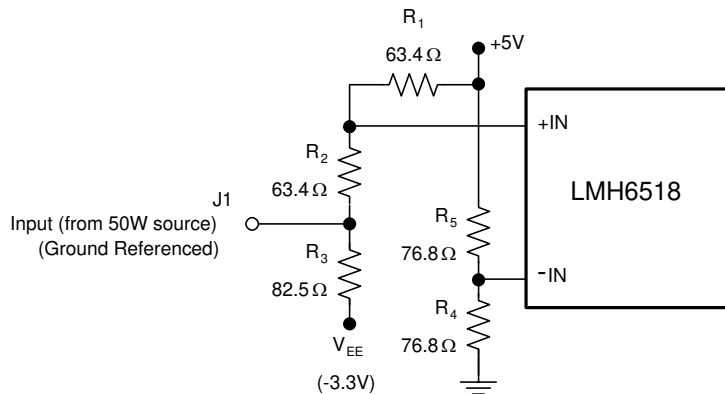 R1
63.4 Ω
+5V
+IN
R2
63.4 Ω
LMH6518
J1
Input (from 50W source)
(Ground Referenced)
R5
76.8 Ω
R3
82.5 Ω
-IN
R4
76.8 Ω
VEE
(-3.3V)